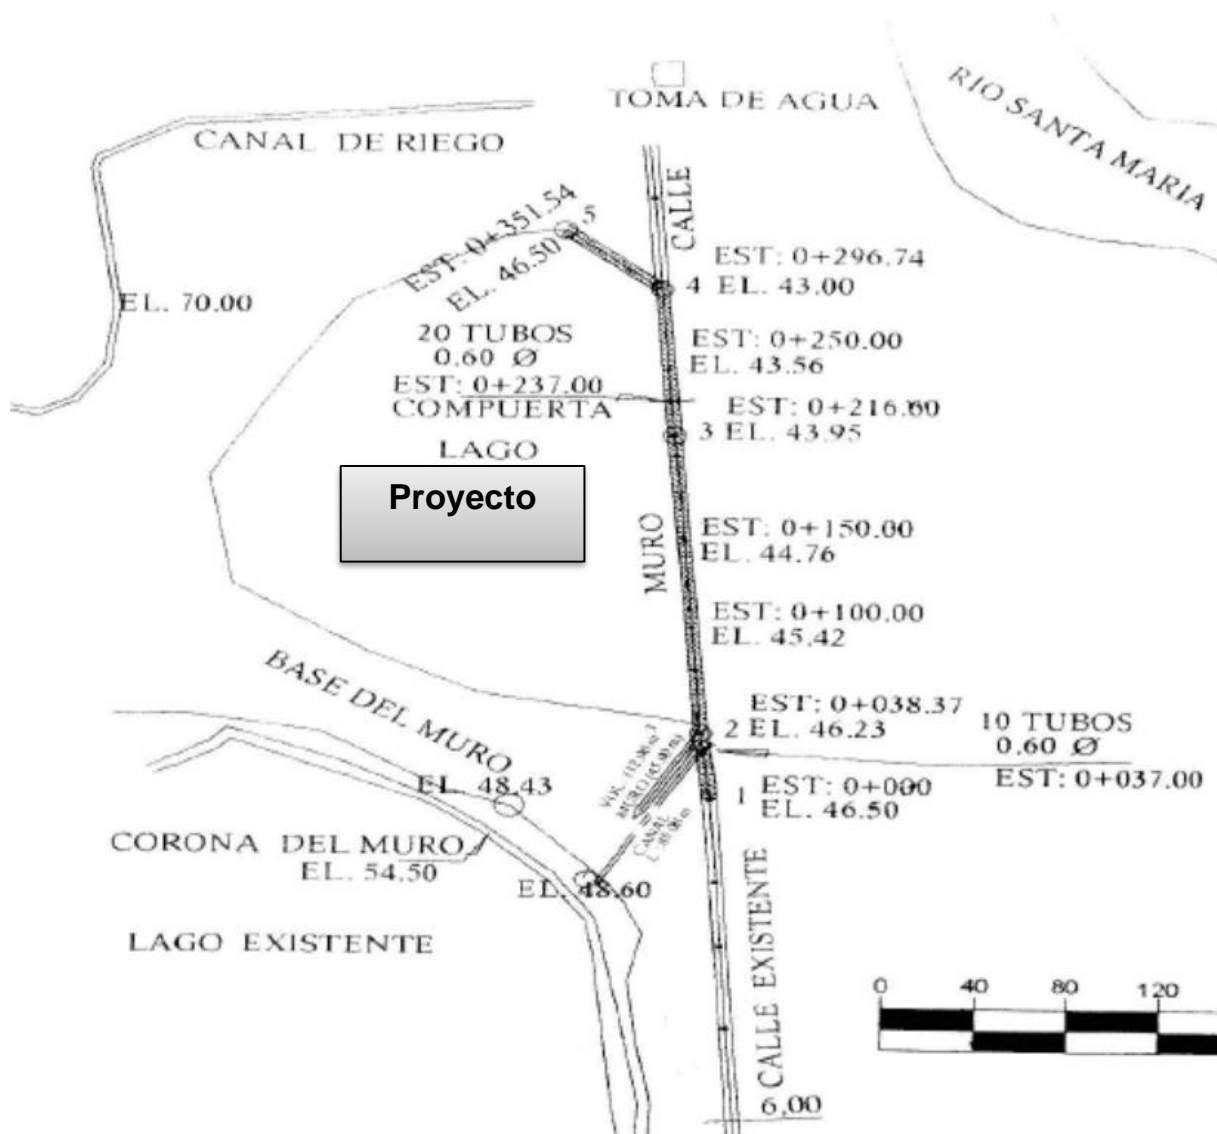 TOMA DE AGUA
RIO SANTA MARIA
CANAL DE RIEGO
CALLE
EST: 0+351.54
EL. 46.50
5
EST: 0+296.74
4 EL. 43.00
EL. 70.00
20 TUBOS
0.60 Ø
EST: 0+237.00
COMPUERTA
EST: 0+250.00
EL. 43.56
EST: 0+216.60
3 EL. 43.95
LAGO
Proyecto
MURO
EST: 0+150.00
EL. 44.76
EST: 0+100.00
EL. 45.42
BASE DEL MURO
EST: 0+038.37
2 EL. 46.23
10 TUBOS
0.60 Ø
EST: 0+037.00
1 EST: 0+000
EL. 46.50
EL. 48.43
CANAL
CORONA DEL MURO
EL. 54.50
EL. 48.60
LAGO EXISTENTE
CALLE EXISTENTE
0 40 80 120
6,00